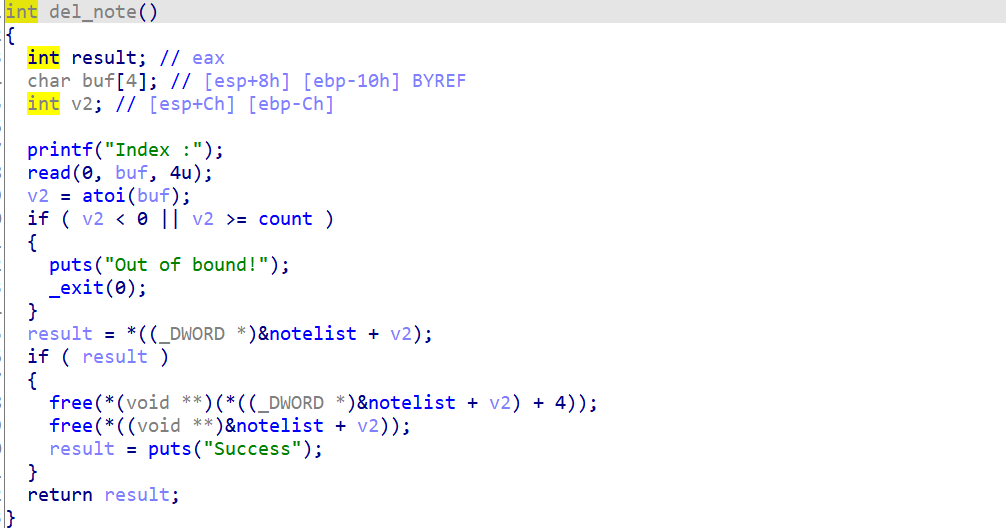 int del_note()
{
  int result; // eax
  char buf[4]; // [esp+8h] [ebp-10h] BYREF
  int v2; // [esp+Ch] [ebp-Ch]
  printf("Index :");
  read(0, buf, 4u);
  v2 = atoi(buf);
  if ( v2 < 0 || v2 >= count )
  {
    puts("Out of bound!");
    _exit(0);
  }
  result = *((_DWORD *)&notelist + v2);
  if ( result )
  {
    free(*(void **)(*((_DWORD *)&notelist + v2) + 4));
    free(*((void **)&notelist + v2));
    result = puts("Success");
  }
  return result;
}